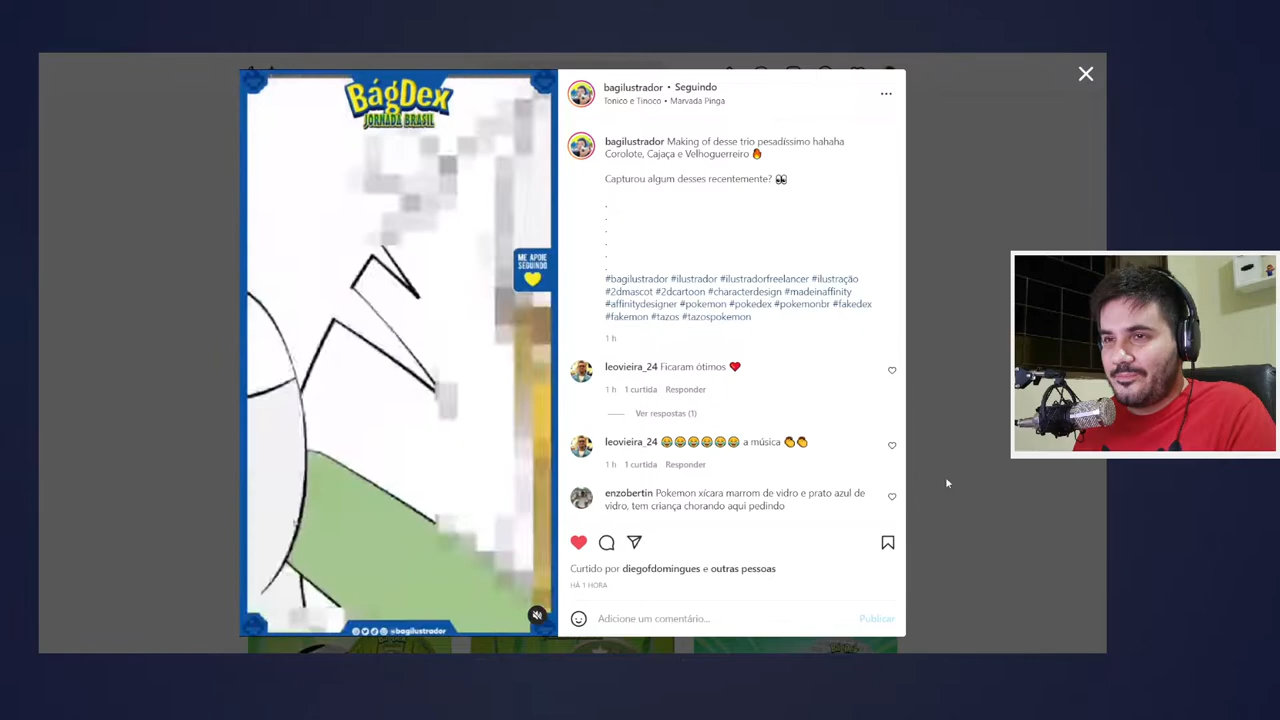 BágDex
JORNADA BRASIL
ME APOIE
SEGUINDO
@bagilustrador
bagilustrador • Seguindo
Tonico e Tinoco • Marvada Pinga
bagilustrador Making of desse trio pesadíssimo hahaha
Corolote, Cajaça e Velhoguerreiro 🔥
Capturou algum desses recentemente? 👀
.
.
.
.
.
.
#bagilustrador #ilustrador #ilustradorfreelancer #ilustração
#2dmascot #2dcartoon #characterdesign #madeinaffinity
#affinitydesigner #pokemon #pokedex #pokemonbr #fakedex
#fakemon #tazos #tazospokemon
1 h
leovieira_24 Ficaram ótimos ❤️
1 h 1 curtida Responder
Ver respostas (1)
leovieira_24 😂😂😂😂😂😂 a música 👏👏
1 h 1 curtida Responder
enzobertin Pokemon xícara marrom de vidro e prato azul de
vidro, tem criança chorando aqui pedindo
Curtido por diegofdomingues e outras pessoas
HÁ 1 HORA
Adicione um comentário... Publicar